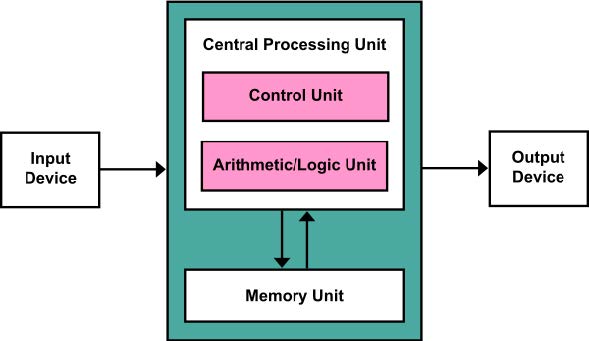 Central Processing Unit
Control Unit
Arithmetic/Logic Unit
Input
Device
Output
Device
Memory Unit